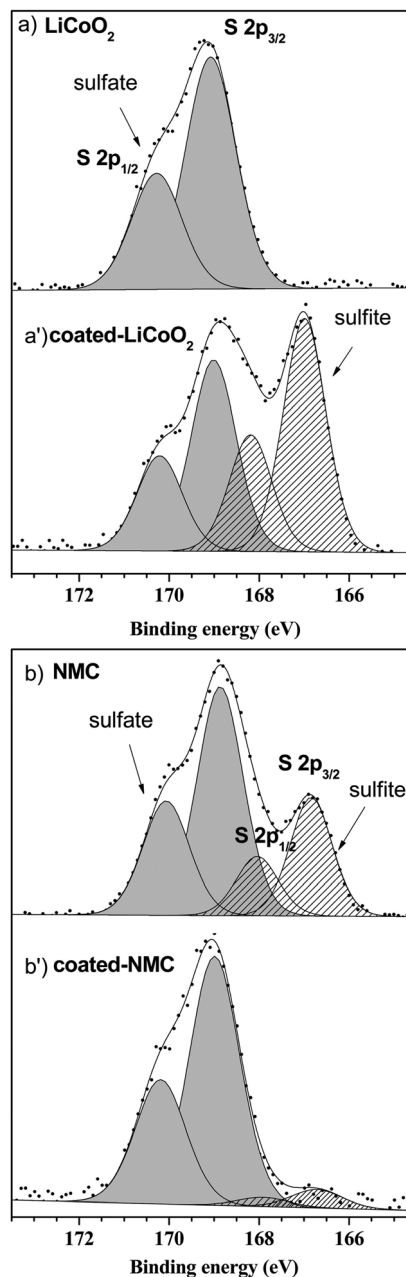 a) LiCoO₂
S 2p₃/₂
sulfate
S 2p₁/₂
a') coated-LiCoO₂
sulfite
172 170 168 166
Binding energy (eV)
b) NMC
sulfate
S 2p₃/₂
sulfite
S 2p₁/₂
b') coated-NMC
172 170 168 166
Binding energy (eV)